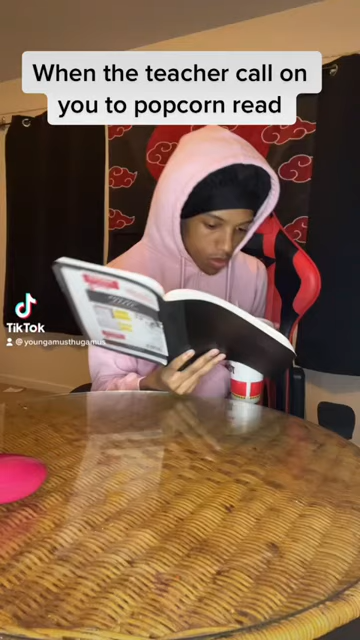 When the teacher call on
you to popcorn read
TikTok
@youngamusthugamus